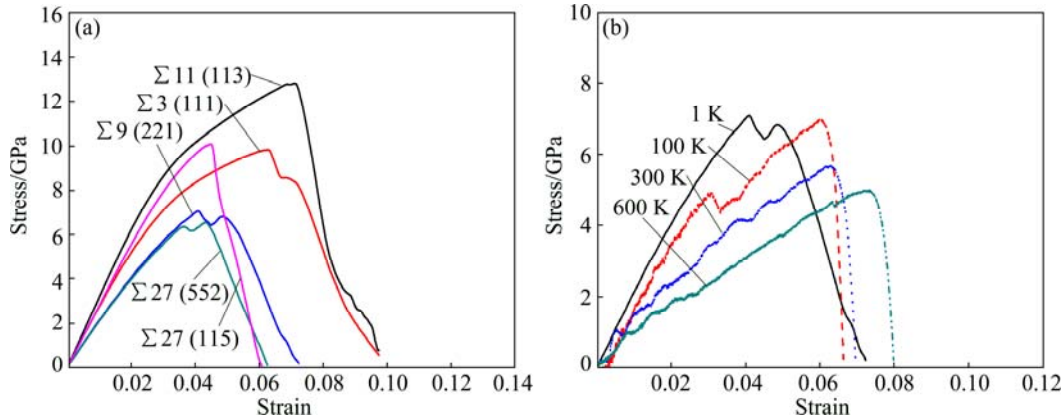 (a)
16
14
12
10
8
6
4
2
0
Stress/GPa
Σ11 (113)
Σ3 (111)
Σ9 (221)
Σ27 (552)
Σ27 (115)
0.02 0.04 0.06 0.08 0.10 0.12 0.14
Strain
(b)
10
8
6
4
2
0
Stress/GPa
1 K
100 K
300 K
600 K
0.02 0.04 0.06 0.08 0.10 0.12
Strain